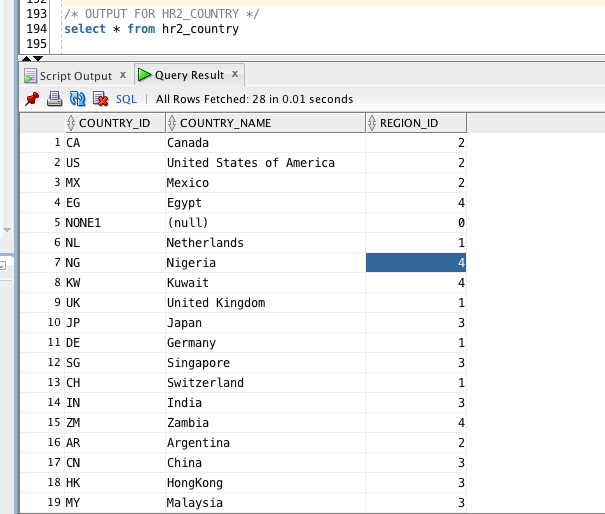 192
193 /* OUTPUT FOR HR2_COUNTRY */
194 select * from hr2_country
195
Script Output x Query Result x
SQL | All Rows Fetched: 28 in 0.01 seconds
COUNTRY_ID COUNTRY_NAME REGION_ID
1 CA Canada 2
2 US United States of America 2
3 MX Mexico 2
4 EG Egypt 4
5 NONE1 (null) 0
6 NL Netherlands 1
7 NG Nigeria 4
8 KW Kuwait 4
9 UK United Kingdom 1
10 JP Japan 3
11 DE Germany 1
12 SG Singapore 3
13 CH Switzerland 1
14 IN India 3
15 ZM Zambia 4
16 AR Argentina 2
17 CN China 3
18 HK HongKong 3
19 MY Malaysia 3